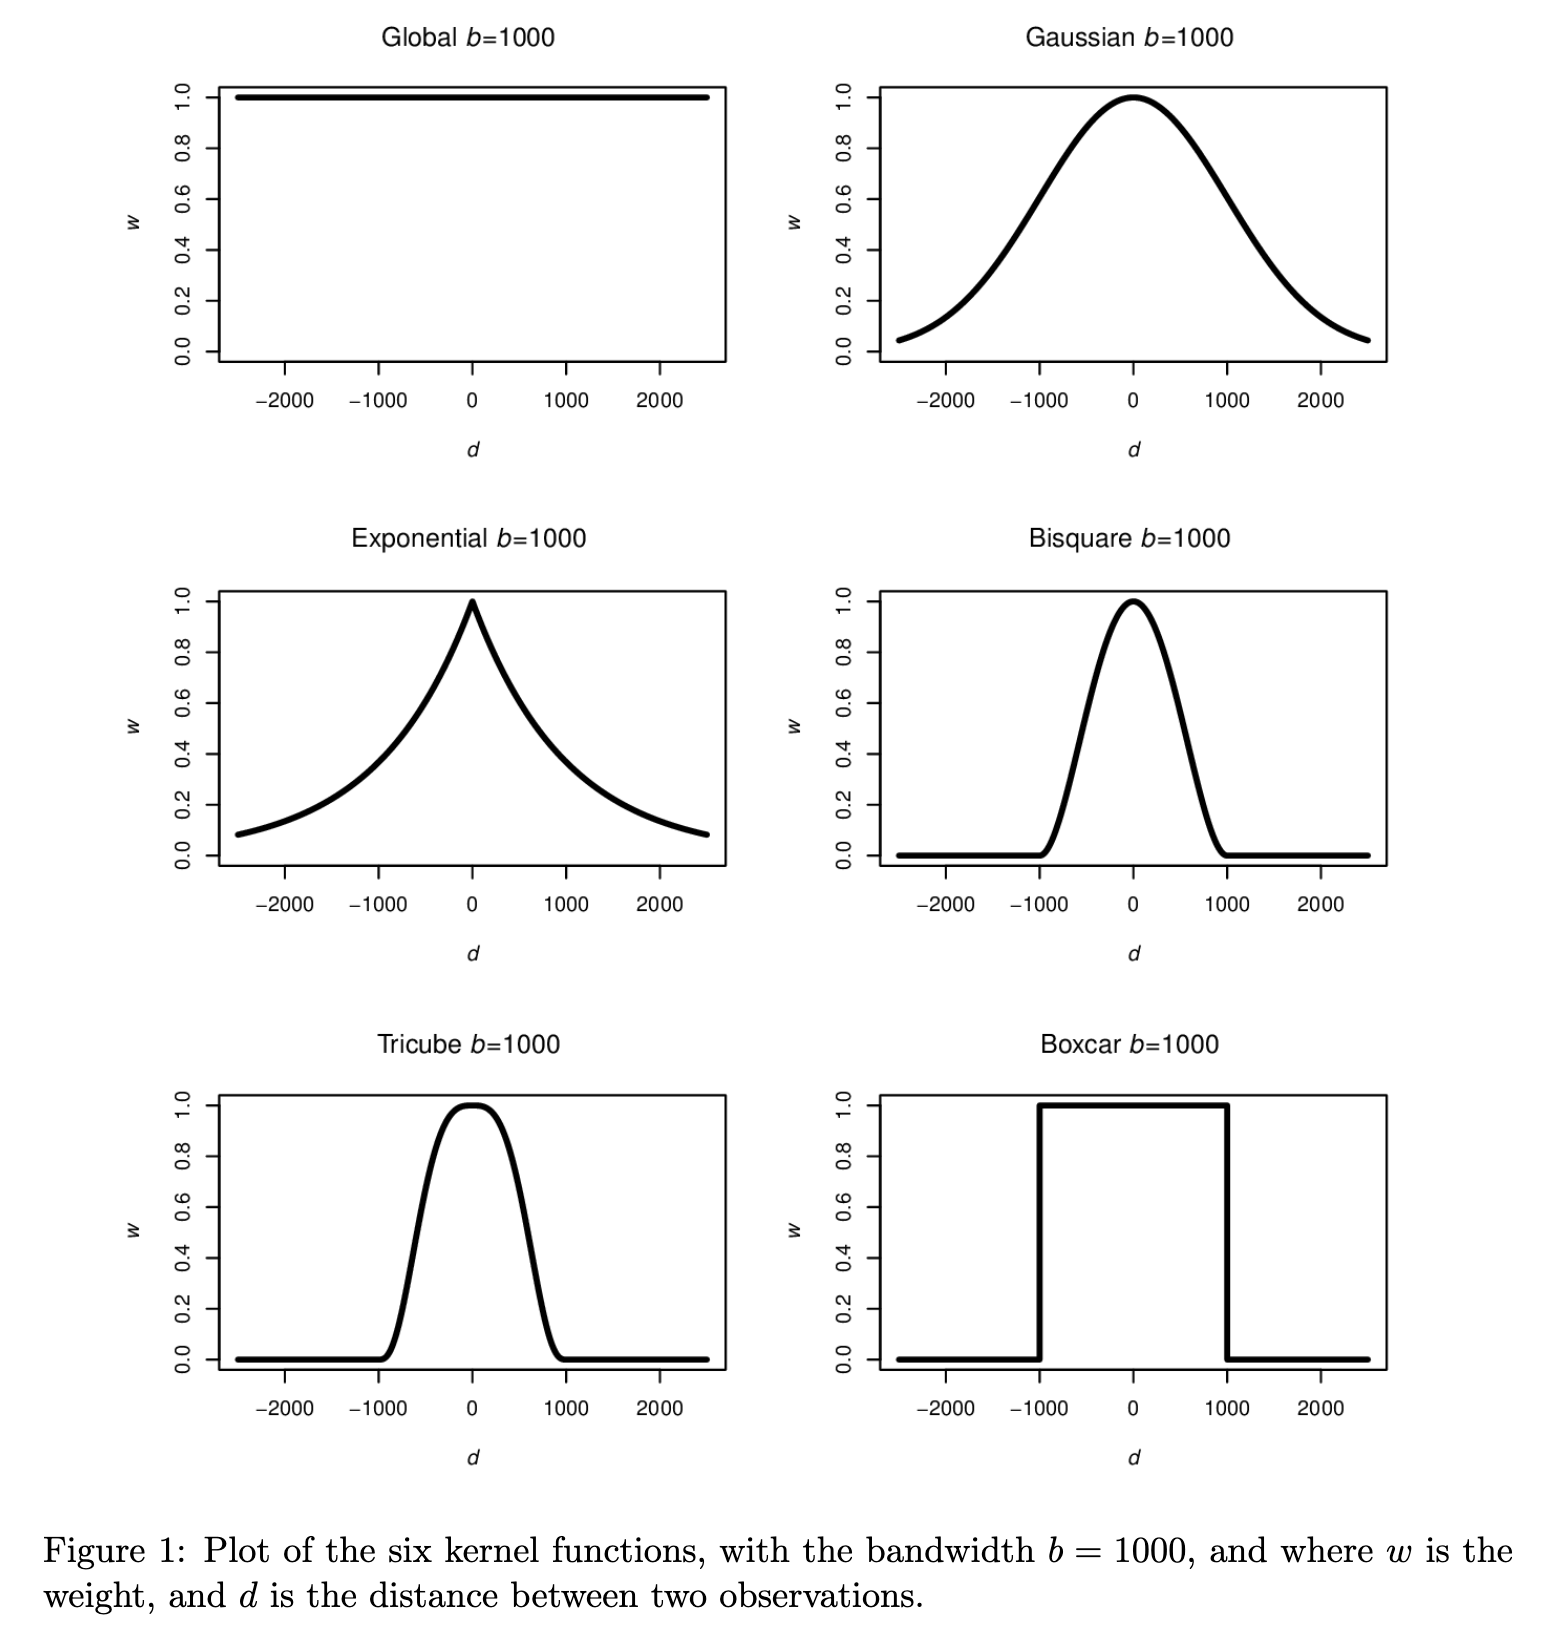 Global b=1000
Gaussian b=1000
w
0.0 0.2 0.4 0.6 0.8 1.0
−2000 −1000 0 1000 2000
d
w
0.0 0.2 0.4 0.6 0.8 1.0
−2000 −1000 0 1000 2000
d
Exponential b=1000
Bisquare b=1000
w
0.0 0.2 0.4 0.6 0.8 1.0
−2000 −1000 0 1000 2000
d
w
0.0 0.2 0.4 0.6 0.8 1.0
−2000 −1000 0 1000 2000
d
Tricube b=1000
Boxcar b=1000
w
0.0 0.2 0.4 0.6 0.8 1.0
−2000 −1000 0 1000 2000
d
w
0.0 0.2 0.4 0.6 0.8 1.0
−2000 −1000 0 1000 2000
d
Figure 1: Plot of the six kernel functions, with the bandwidth b = 1000, and where w is the
weight, and d is the distance between two observations.